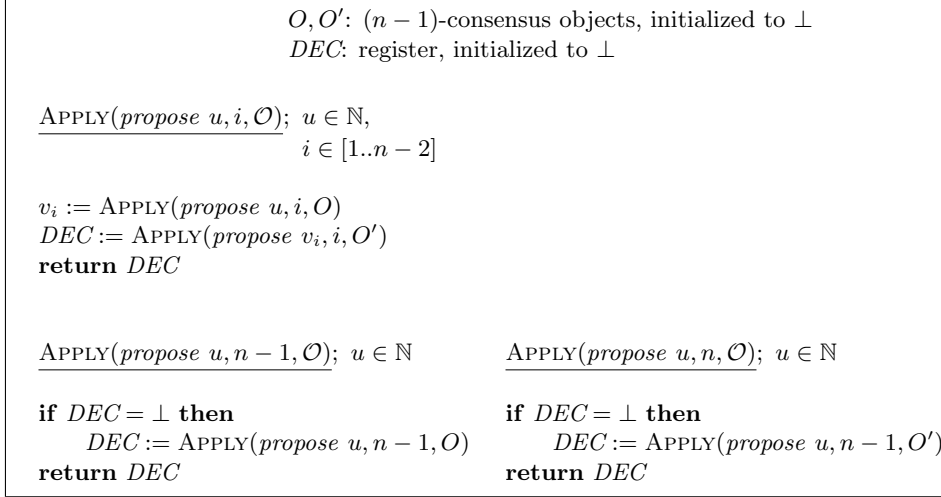 O, O′: (n − 1)-consensus objects, initialized to ⊥
DEC: register, initialized to ⊥
APPLY(propose u, i, 𝒪); u ∈ ℕ,
i ∈ [1..n − 2]
vᵢ := APPLY(propose u, i, O)
DEC := APPLY(propose vᵢ, i, O′)
return DEC
APPLY(propose u, n − 1, 𝒪); u ∈ ℕ
if DEC = ⊥ then
DEC := APPLY(propose u, n − 1, O)
return DEC
APPLY(propose u, n, 𝒪); u ∈ ℕ
if DEC = ⊥ then
DEC := APPLY(propose u, n − 1, O′)
return DEC